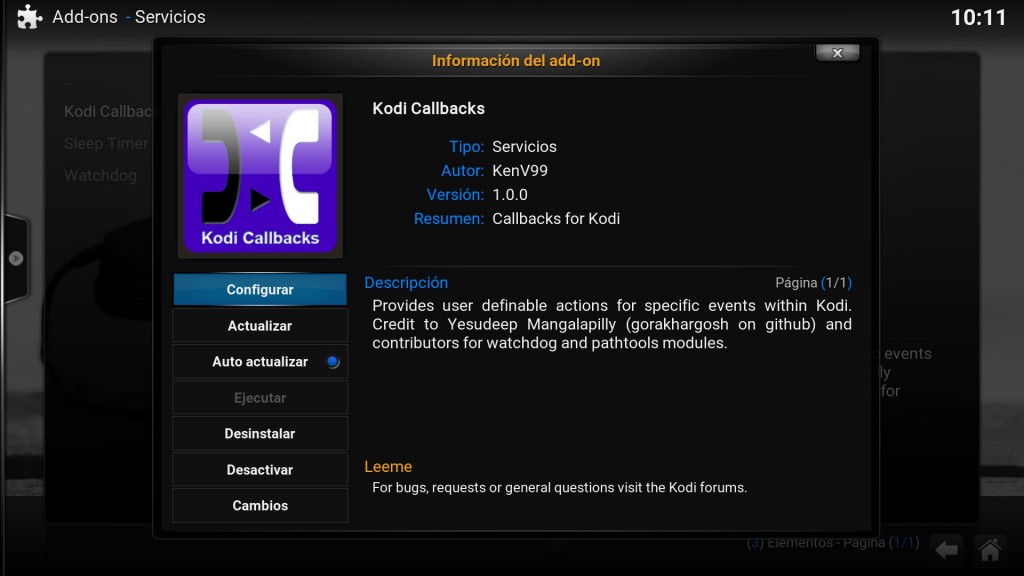 Add-ons - Servicios
10:11
Información del add-on
..
Kodi Callbac
Sleep Timer
Watchdog
Kodi Callbacks
Kodi Callbacks
Tipo: Servicios
Autor: KenV99
Versión: 1.0.0
Resumen: Callbacks for Kodi
Configurar
Actualizar
Auto actualizar
Ejecutar
Desinstalar
Desactivar
Cambios
Descripción
Página (1/1)
Provides user definable actions for specific events within Kodi.
Credit to Yesudeep Mangalapilly (gorakhargosh on github) and
contributors for watchdog and pathtools modules.
Leeme
For bugs, requests or general questions visit the Kodi forums.
events
ly
for
(3) Elementos - Página (1/1)